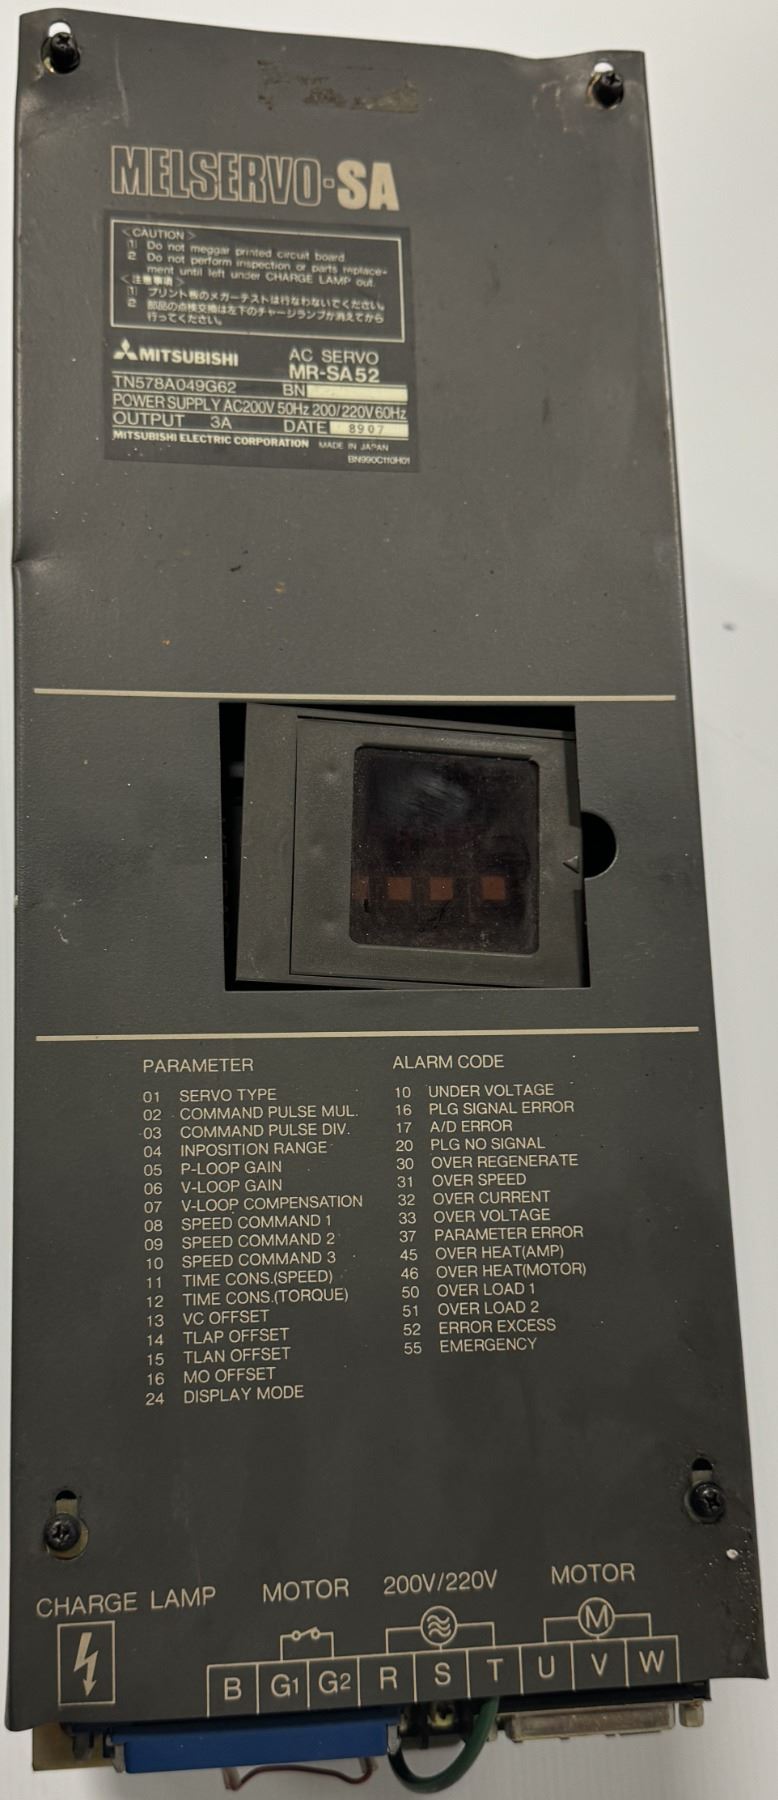 MELSERVO-SA
<CAUTION>
1 Do not meggar printed circuit board.
2 Do not perform inspection or parts replace-
ment until left under CHARGE LAMP out.
<注意事項>
1 プリント板のメガーテストは行なわないでください。
2 部品の点検交換は左下のチャージランプが消えてから
行ってください。
MITSUBISHI AC SERVO
MR-SA52
TN578A049G62 BN
POWER SUPPLY AC200V 50Hz 200/220V 60Hz
OUTPUT 3A DATE 8907
MITSUBISHI ELECTRIC CORPORATION MADE IN JAPAN
BN990C110H01
PARAMETER
01 SERVO TYPE
02 COMMAND PULSE MUL.
03 COMMAND PULSE DIV.
04 INPOSITION RANGE
05 P-LOOP GAIN
06 V-LOOP GAIN
07 V-LOOP COMPENSATION
08 SPEED COMMAND 1
09 SPEED COMMAND 2
10 SPEED COMMAND 3
11 TIME CONS.(SPEED)
12 TIME CONS.(TORQUE)
13 VC OFFSET
14 TLAP OFFSET
15 TLAN OFFSET
16 MO OFFSET
24 DISPLAY MODE
ALARM CODE
10 UNDER VOLTAGE
16 PLG SIGNAL ERROR
17 A/D ERROR
20 PLG NO SIGNAL
30 OVER REGENERATE
31 OVER SPEED
32 OVER CURRENT
33 OVER VOLTAGE
37 PARAMETER ERROR
45 OVER HEAT(AMP)
46 OVER HEAT(MOTOR)
50 OVER LOAD 1
51 OVER LOAD 2
52 ERROR EXCESS
55 EMERGENCY
CHARGE LAMP MOTOR 200V/220V MOTOR
M
B G1 G2 R S T U V W